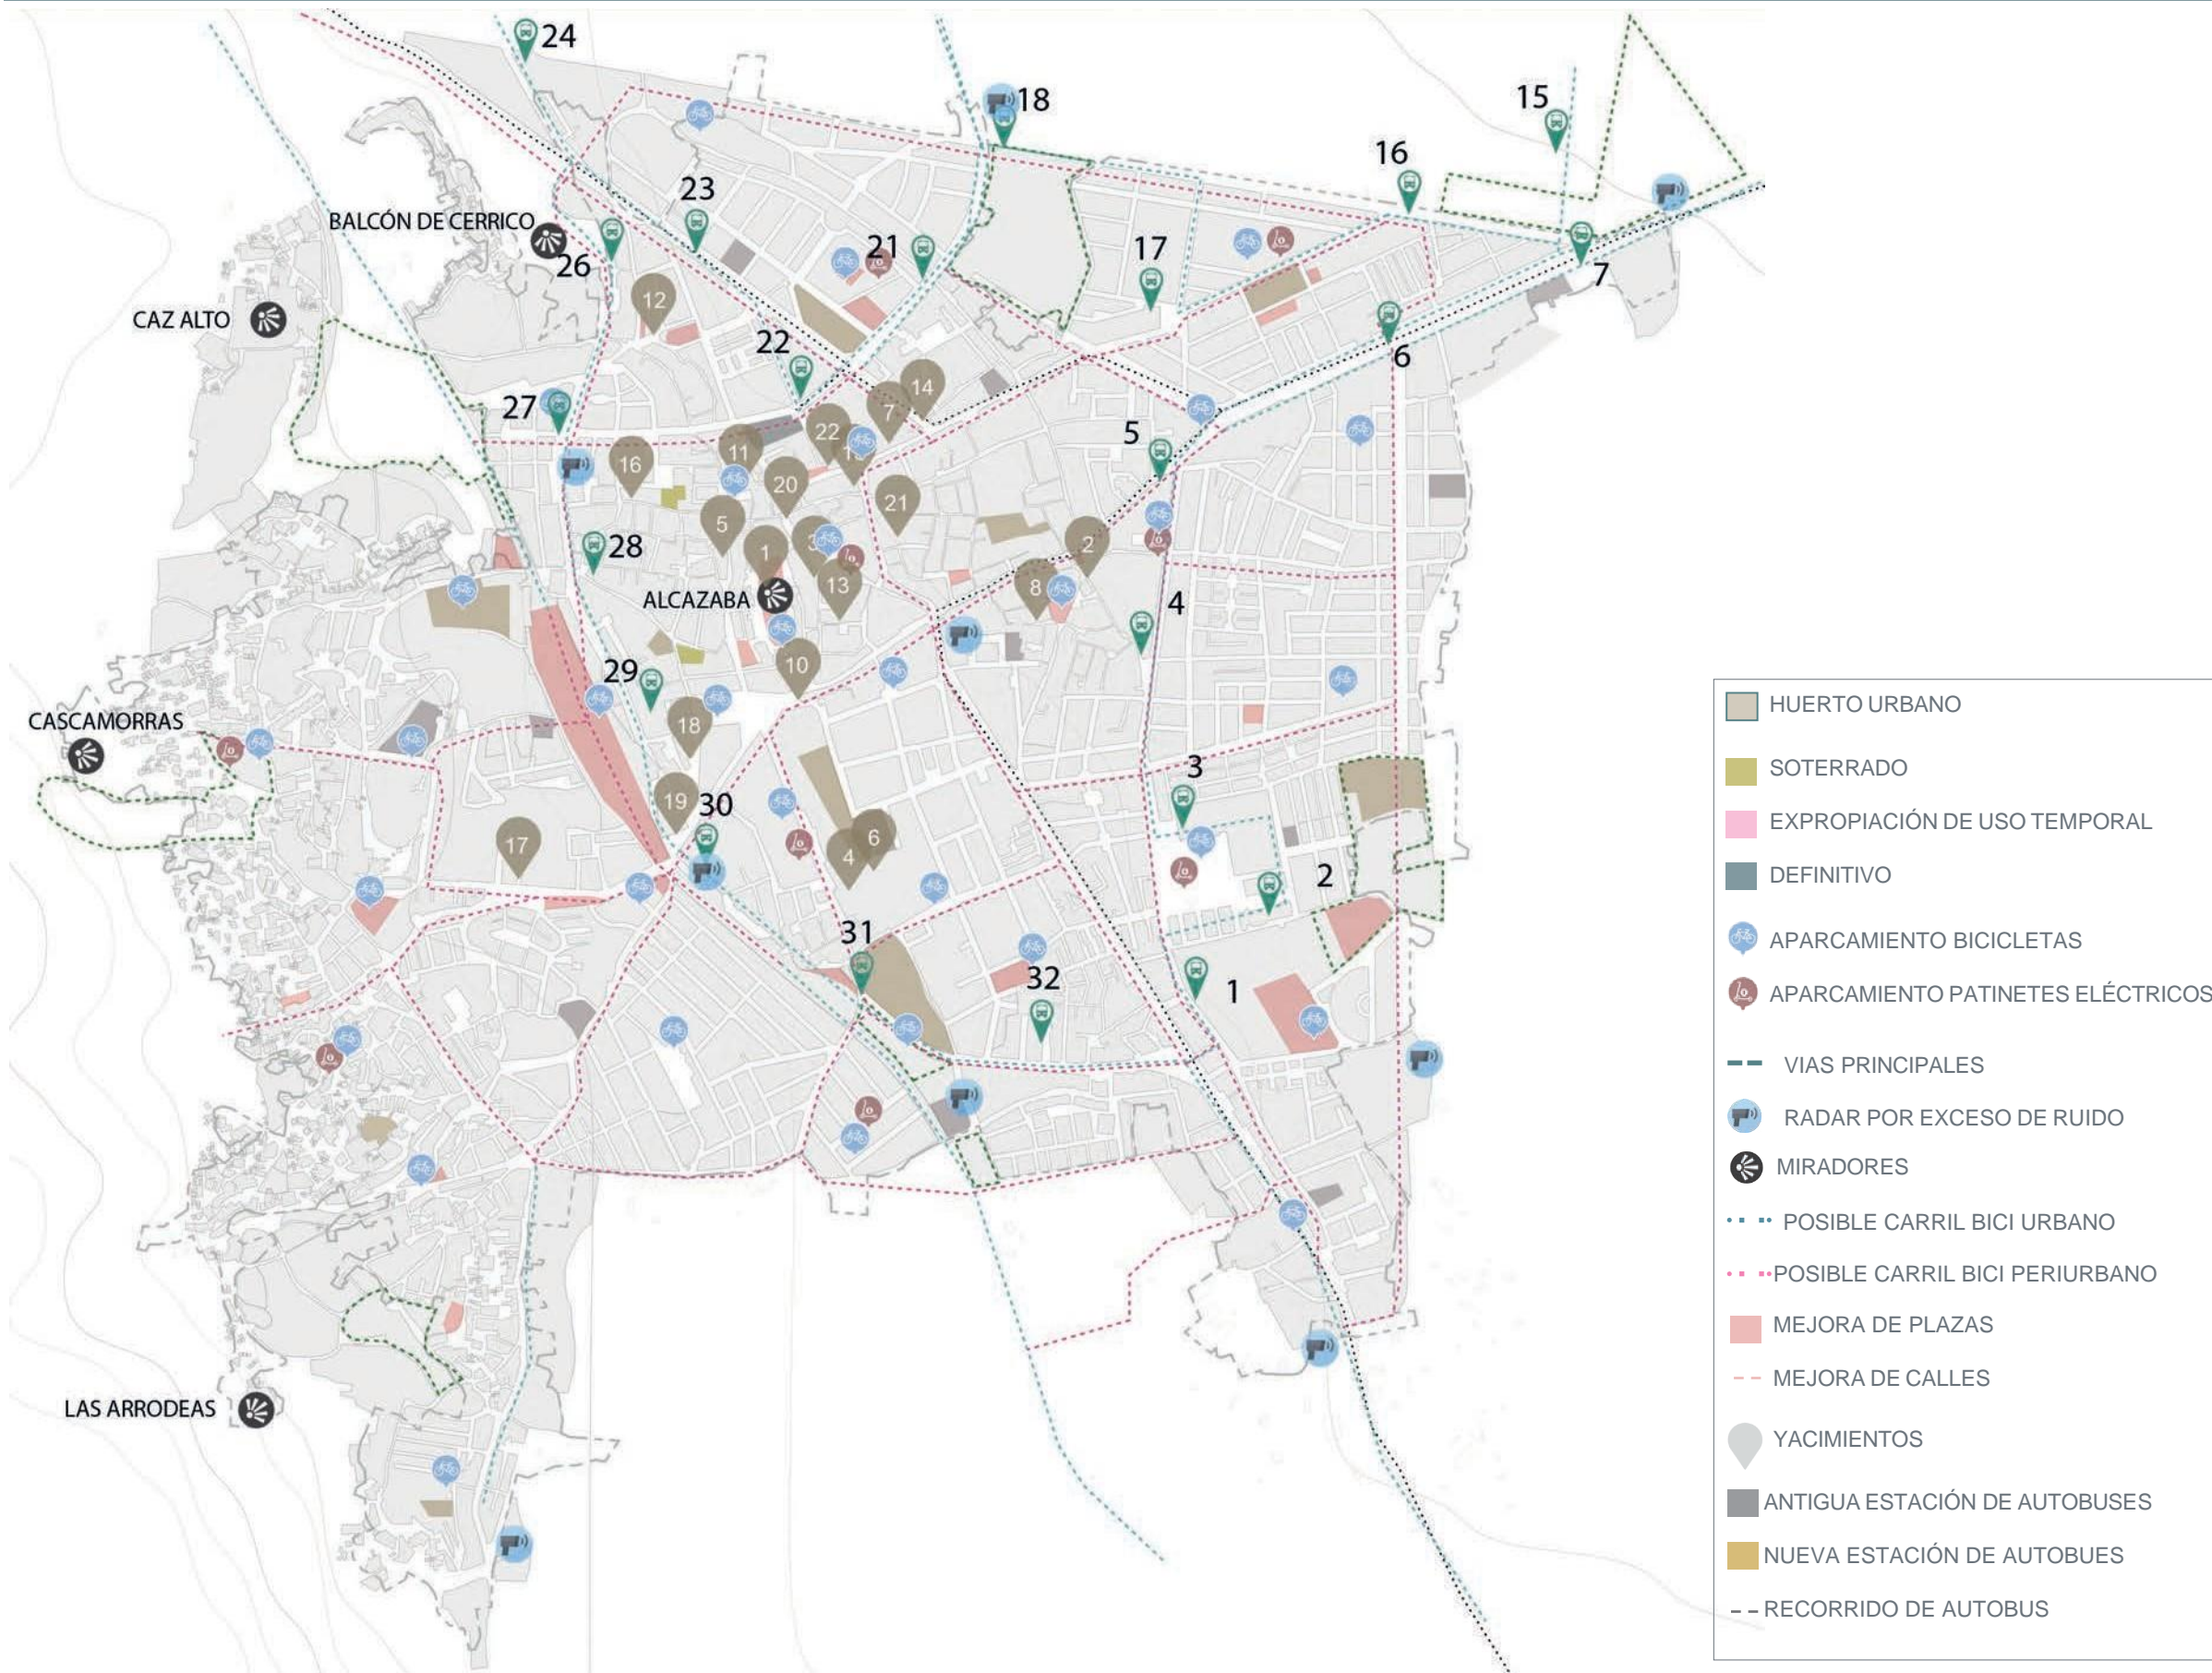 24
18
15
16
23
BALCÓN DE CERRICO
21
26
17
7
CAZ ALTO
12
22
6
14
7
27
22
5
11
16
20
21
5
2
28
1
13
8
ALCAZABA
4
29
10
CASCAMORRAS
18
3
19
30
6
17
4
2
31
32
1
LAS ARRODEAS
HUERTO URBANO
SOTERRADO
EXPROPIACIÓN DE USO TEMPORAL
DEFINITIVO
APARCAMIENTO BICICLETAS
APARCAMIENTO PATINETES ELÉCTRICOS
VIAS PRINCIPALES
RADAR POR EXCESO DE RUIDO
MIRADORES
POSIBLE CARRIL BICI URBANO
POSIBLE CARRIL BICI PERIURBANO
MEJORA DE PLAZAS
MEJORA DE CALLES
YACIMIENTOS
ANTIGUA ESTACIÓN DE AUTOBUSES
NUEVA ESTACIÓN DE AUTOBUES
RECORRIDO DE AUTOBUS